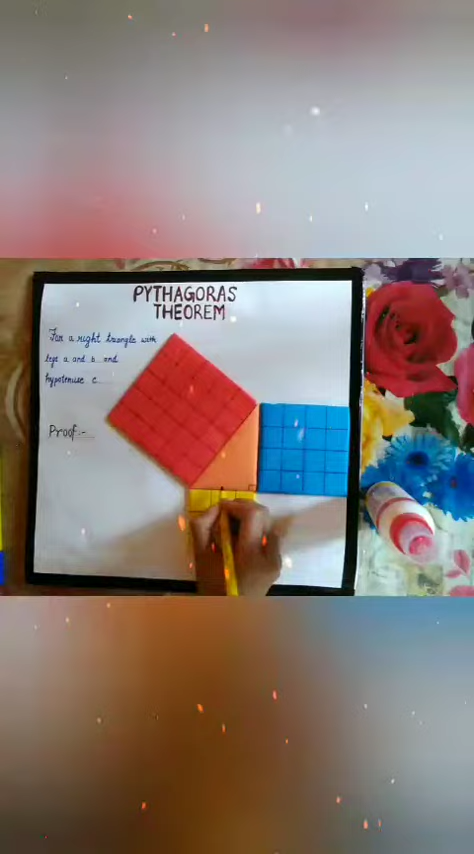 PYTHAGORAS
THEOREM
For a right triangle with
legs a and b and
hypotenuse c....
Proof:-